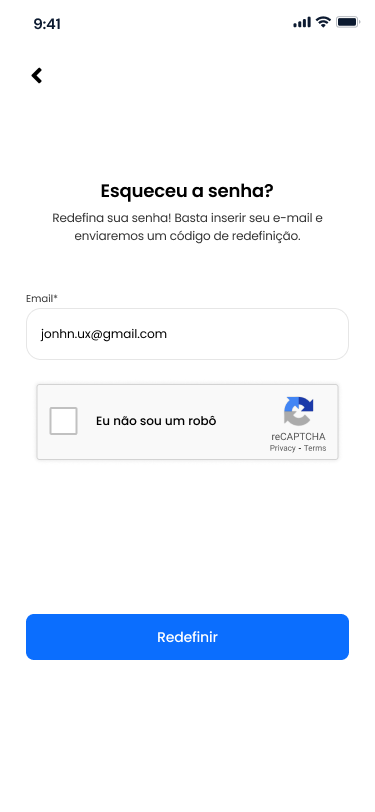 9:41
Esqueceu a senha?
Redefina sua senha! Basta inserir seu e-mail e
enviaremos um código de redefinição.
Email*
jonhn.ux@gmail.com
Eu não sou um robô
reCAPTCHA
Privacy - Terms
Redefinir